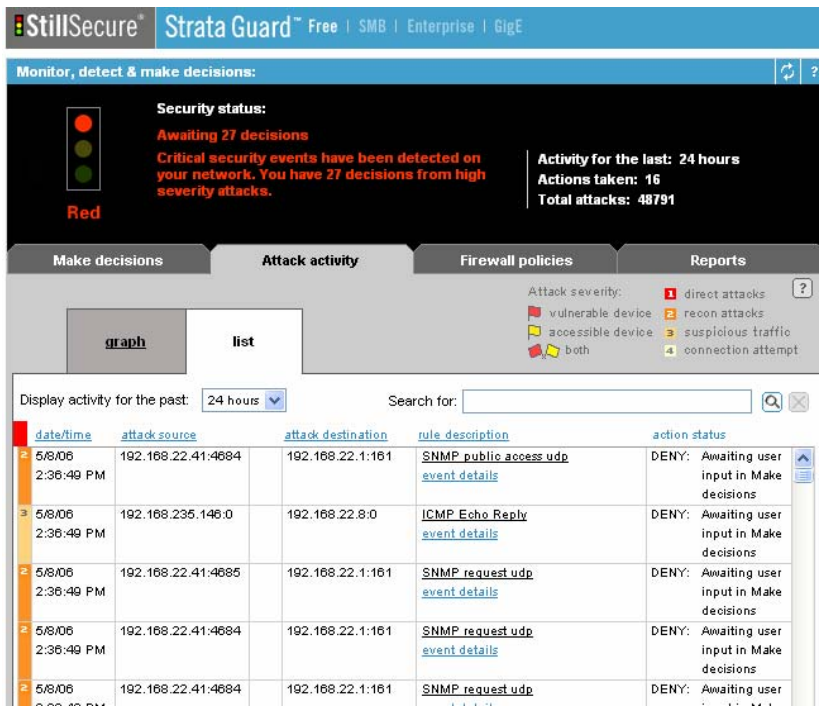 StillSecure® Strata Guard™ Free | SMB | Enterprise | GigE
Monitor, detect & make decisions: ?
Security status:
Awaiting 27 decisions
Critical security events have been detected on
your network. You have 27 decisions from high
severity attacks.
Red
Activity for the last: 24 hours
Actions taken: 16
Total attacks: 48791
Make decisions Attack activity Firewall policies Reports
graph list
Attack severity: 1 direct attacks ?
vulnerable device 2 recon attacks
accessible device 3 suspicious traffic
both 4 connection attempt
Display activity for the past: 24 hours Search for:
date/time attack source attack destination rule description action status
2 5/8/06 192.168.22.41:4684 192.168.22.1:161 SNMP public access udp DENY: Awaiting user
2:36:49 PM event details input in Make
decisions
3 5/8/06 192.168.235.146:0 192.168.22.8:0 ICMP Echo Reply DENY: Awaiting user
2:36:49 PM event details input in Make
decisions
2 5/8/06 192.168.22.41:4685 192.168.22.1:161 SNMP request udp DENY: Awaiting user
2:36:49 PM event details input in Make
decisions
2 5/8/06 192.168.22.41:4684 192.168.22.1:161 SNMP request udp DENY: Awaiting user
2:36:49 PM event details input in Make
decisions
2 5/8/06 192.168.22.41:4684 192.168.22.1:161 SNMP request udp DENY: Awaiting user